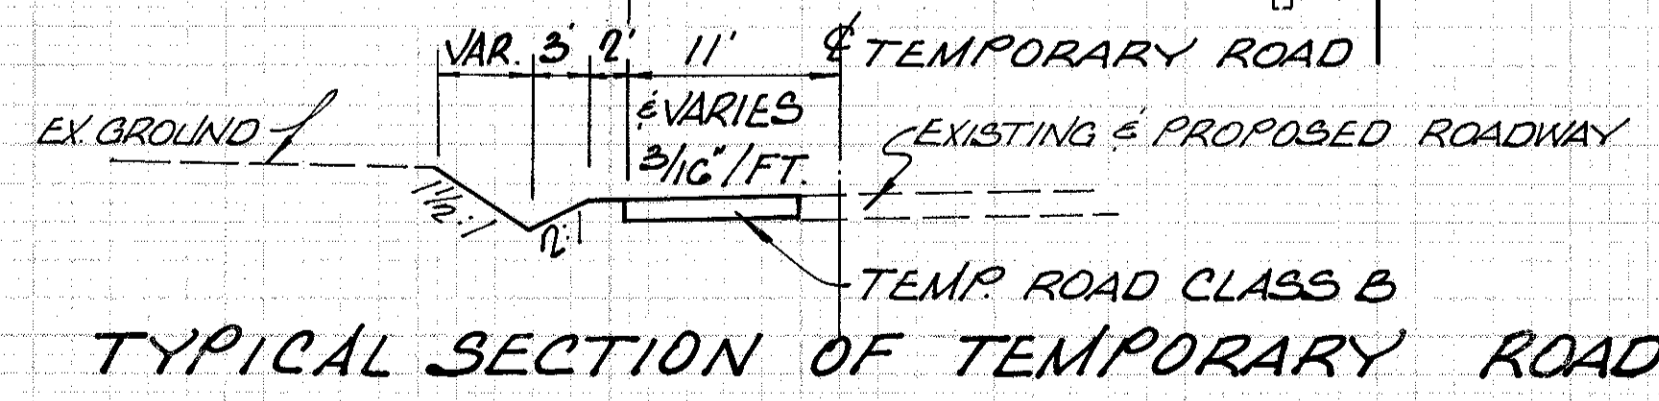 VAR. 3' 2' 11' ℄ TEMPORARY ROAD
& VARIES
EX. GROUND
EXISTING & PROPOSED ROADWAY
3/16"/FT.
1½:1
2:1
TEMP. ROAD CLASS B
TYPICAL SECTION OF TEMPORARY ROAD